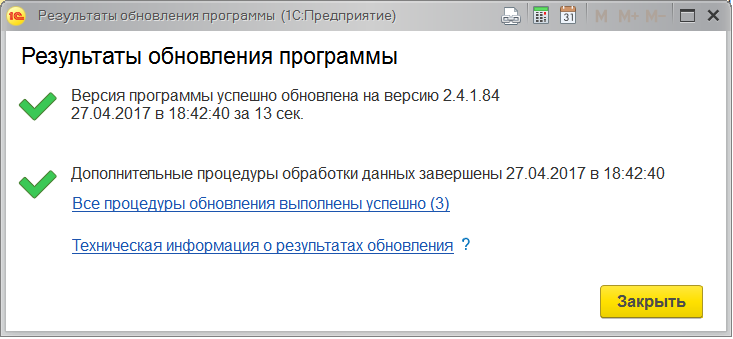 1С Результаты обновления программы (1С:Предприятие) 31 M M+ M-
Результаты обновления программы
Версия программы успешно обновлена на версию 2.4.1.84
27.04.2017 в 18:42:40 за 13 сек.
Дополнительные процедуры обработки данных завершены 27.04.2017 в 18:42:40
Все процедуры обновления выполнены успешно (3)
Техническая информация о результатах обновления ?
Закрыть